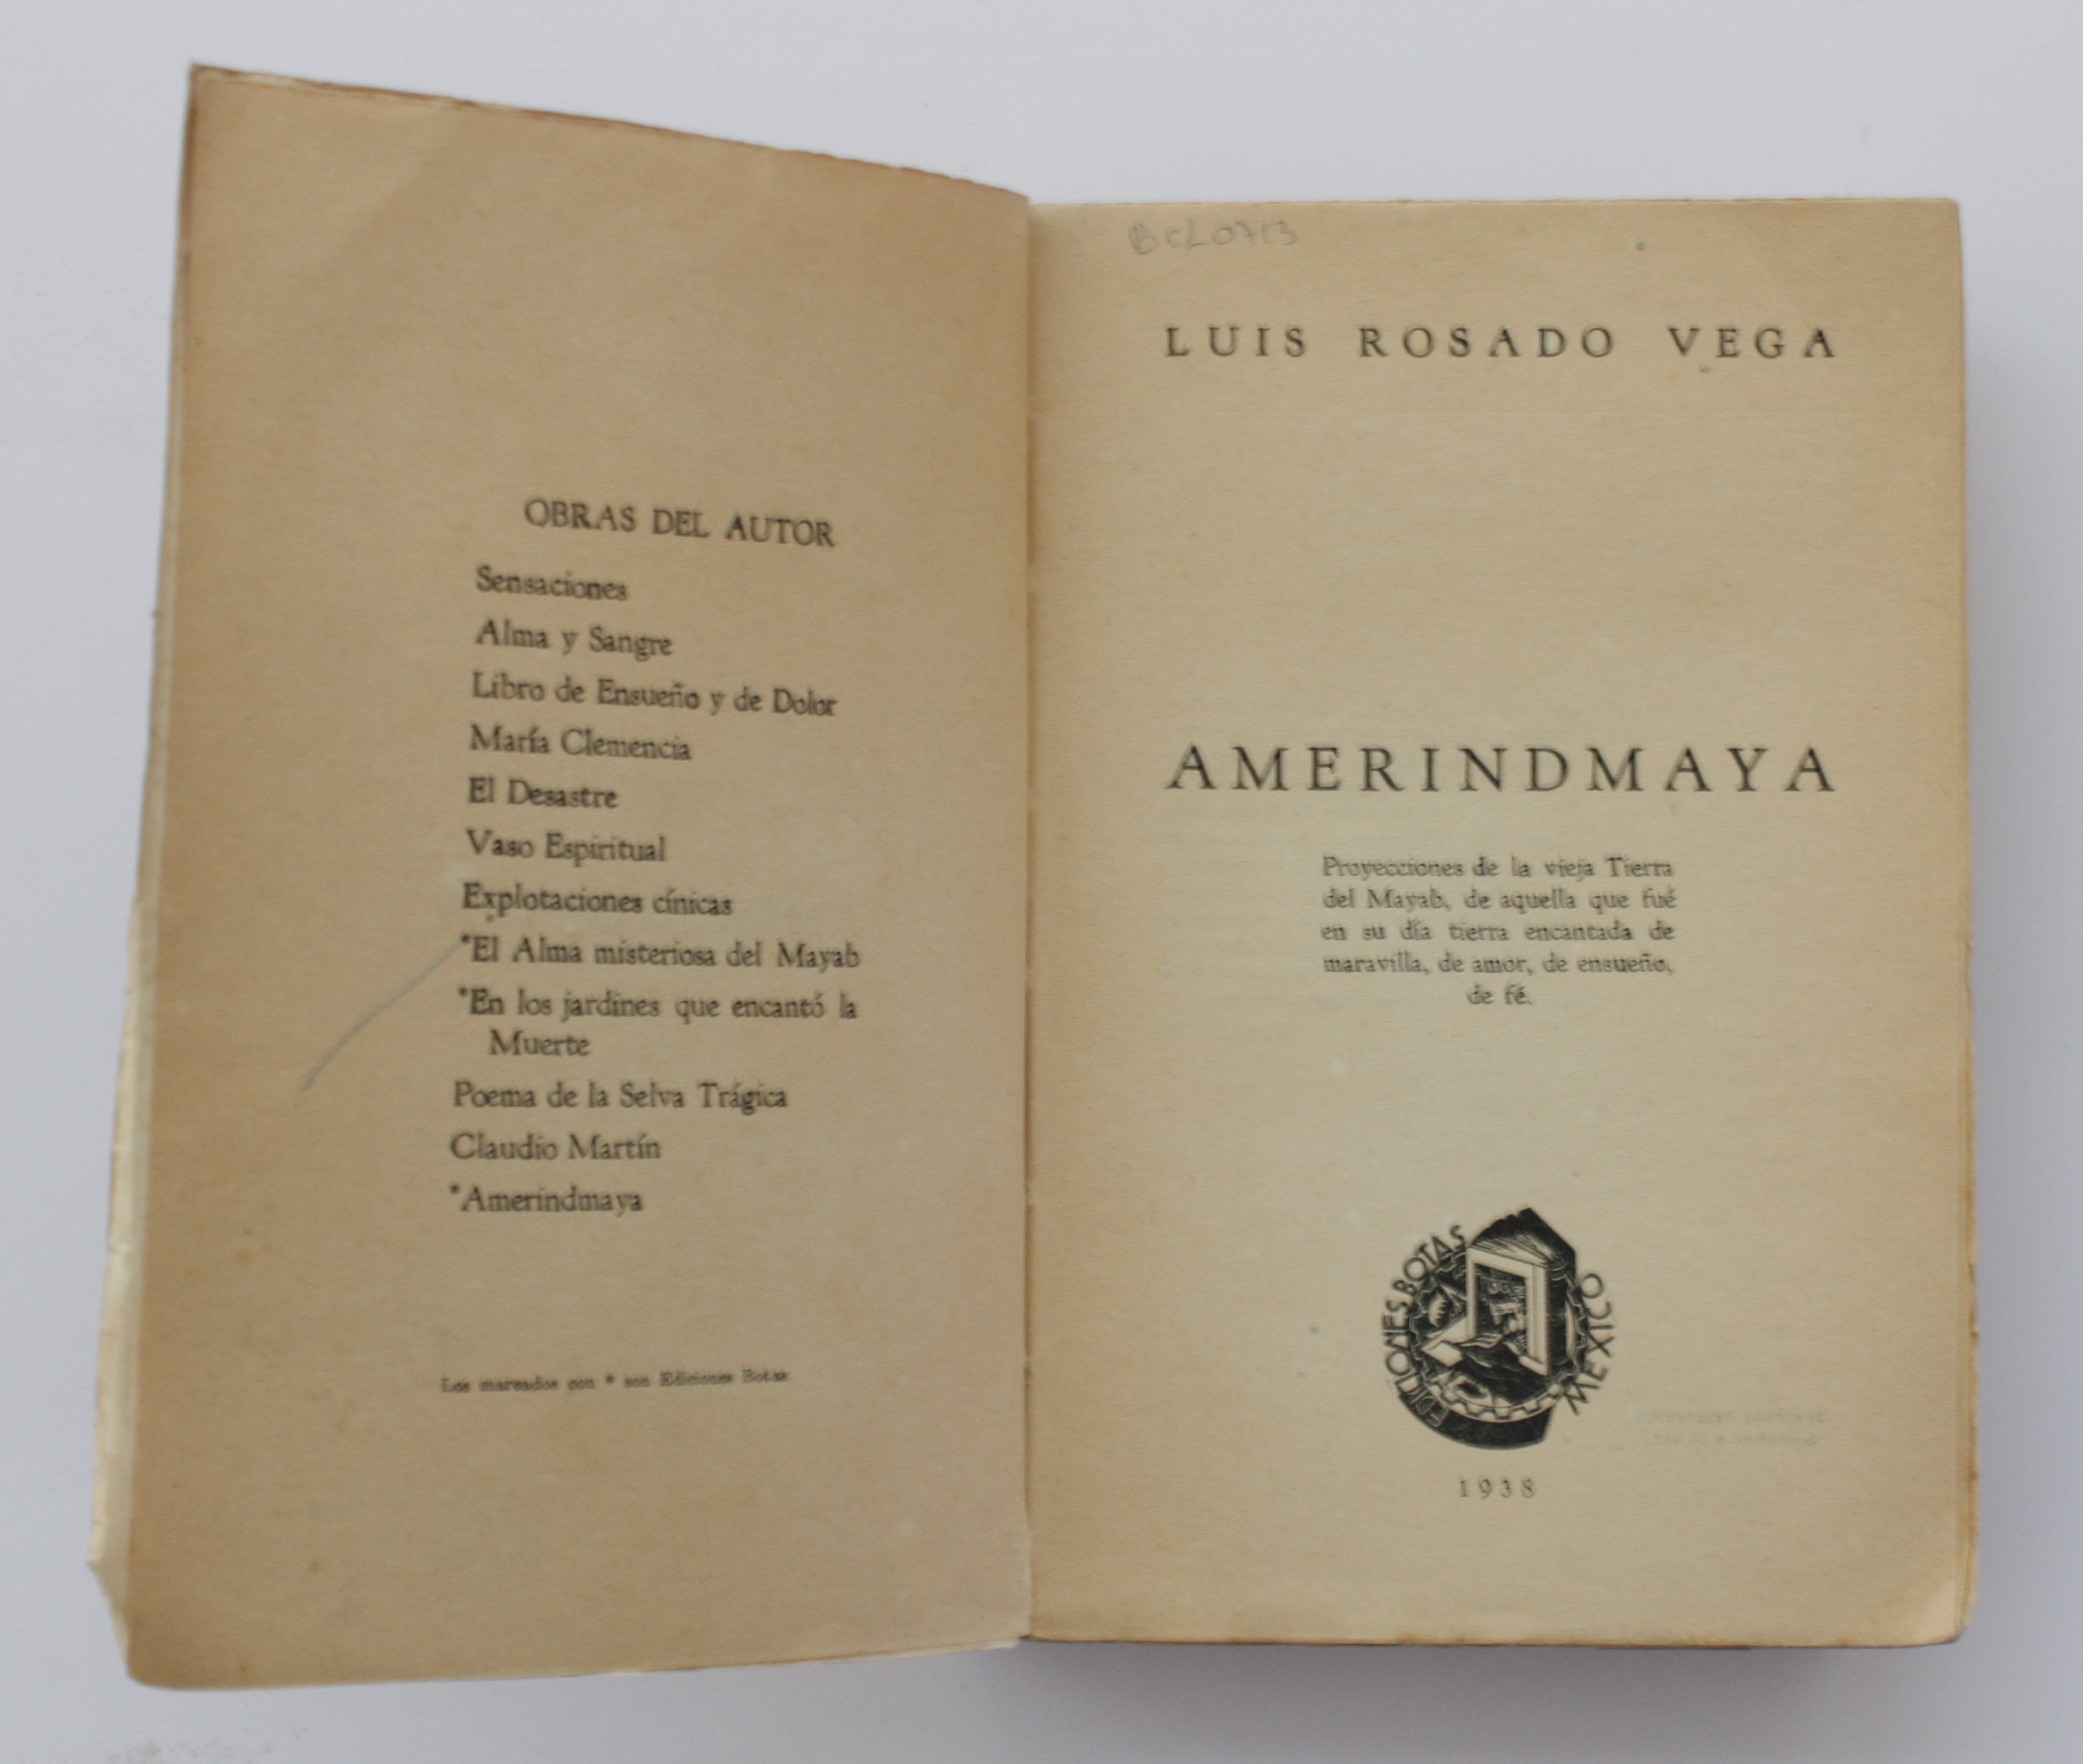 OBRAS DEL AUTOR
Sensaciones
Alma y Sangre
Libro de Ensueño y de Dolor
María Clemencia
El Desastre
Vaso Espiritual
Explotaciones cínicas
*El Alma misteriosa del Mayab
*En los jardines que encantó la
Muerte
Poema de la Selva Trágica
Claudio Martín
*Amerindmaya
Los marcados con * son Ediciones Botas
BCL0713
LUIS ROSADO VEGA
AMERINDMAYA
Proyecciones de la vieja Tierra
del Mayab, de aquella que fué
en su día tierra encantada de
maravilla, de amor, de ensueño,
de fé.
EDICIONES BOTAS
MEXICO
1938